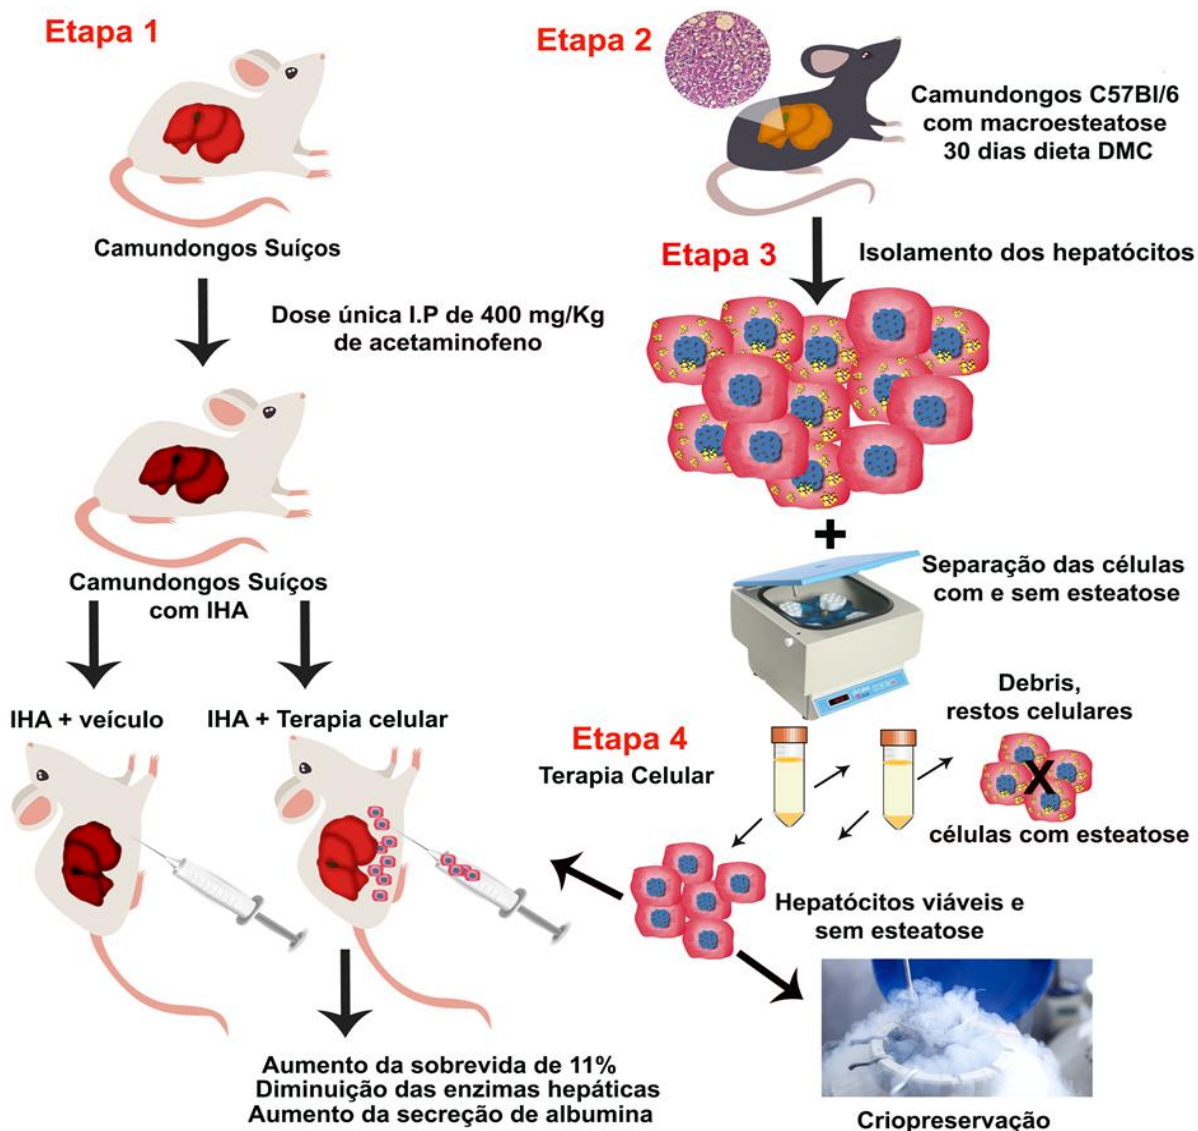 Etapa 1
Camundongos Suíços
Dose única I.P de 400 mg/Kg
de acetaminofeno
Camundongos Suíços
com IHA
IHA + veículo
IHA + Terapia celular
Aumento da sobrevida de 11%
Diminuição das enzimas hepáticas
Aumento da secreção de albumina
Etapa 2
Camundongos C57Bl/6
com macroesteatose
30 dias dieta DMC
Etapa 3
Isolamento dos hepatócitos
+
Separação das células
com e sem esteatose
Debris,
restos celulares
X
células com esteatose
Etapa 4
Terapia Celular
Hepatócitos viáveis e
sem esteatose
Criopreservação